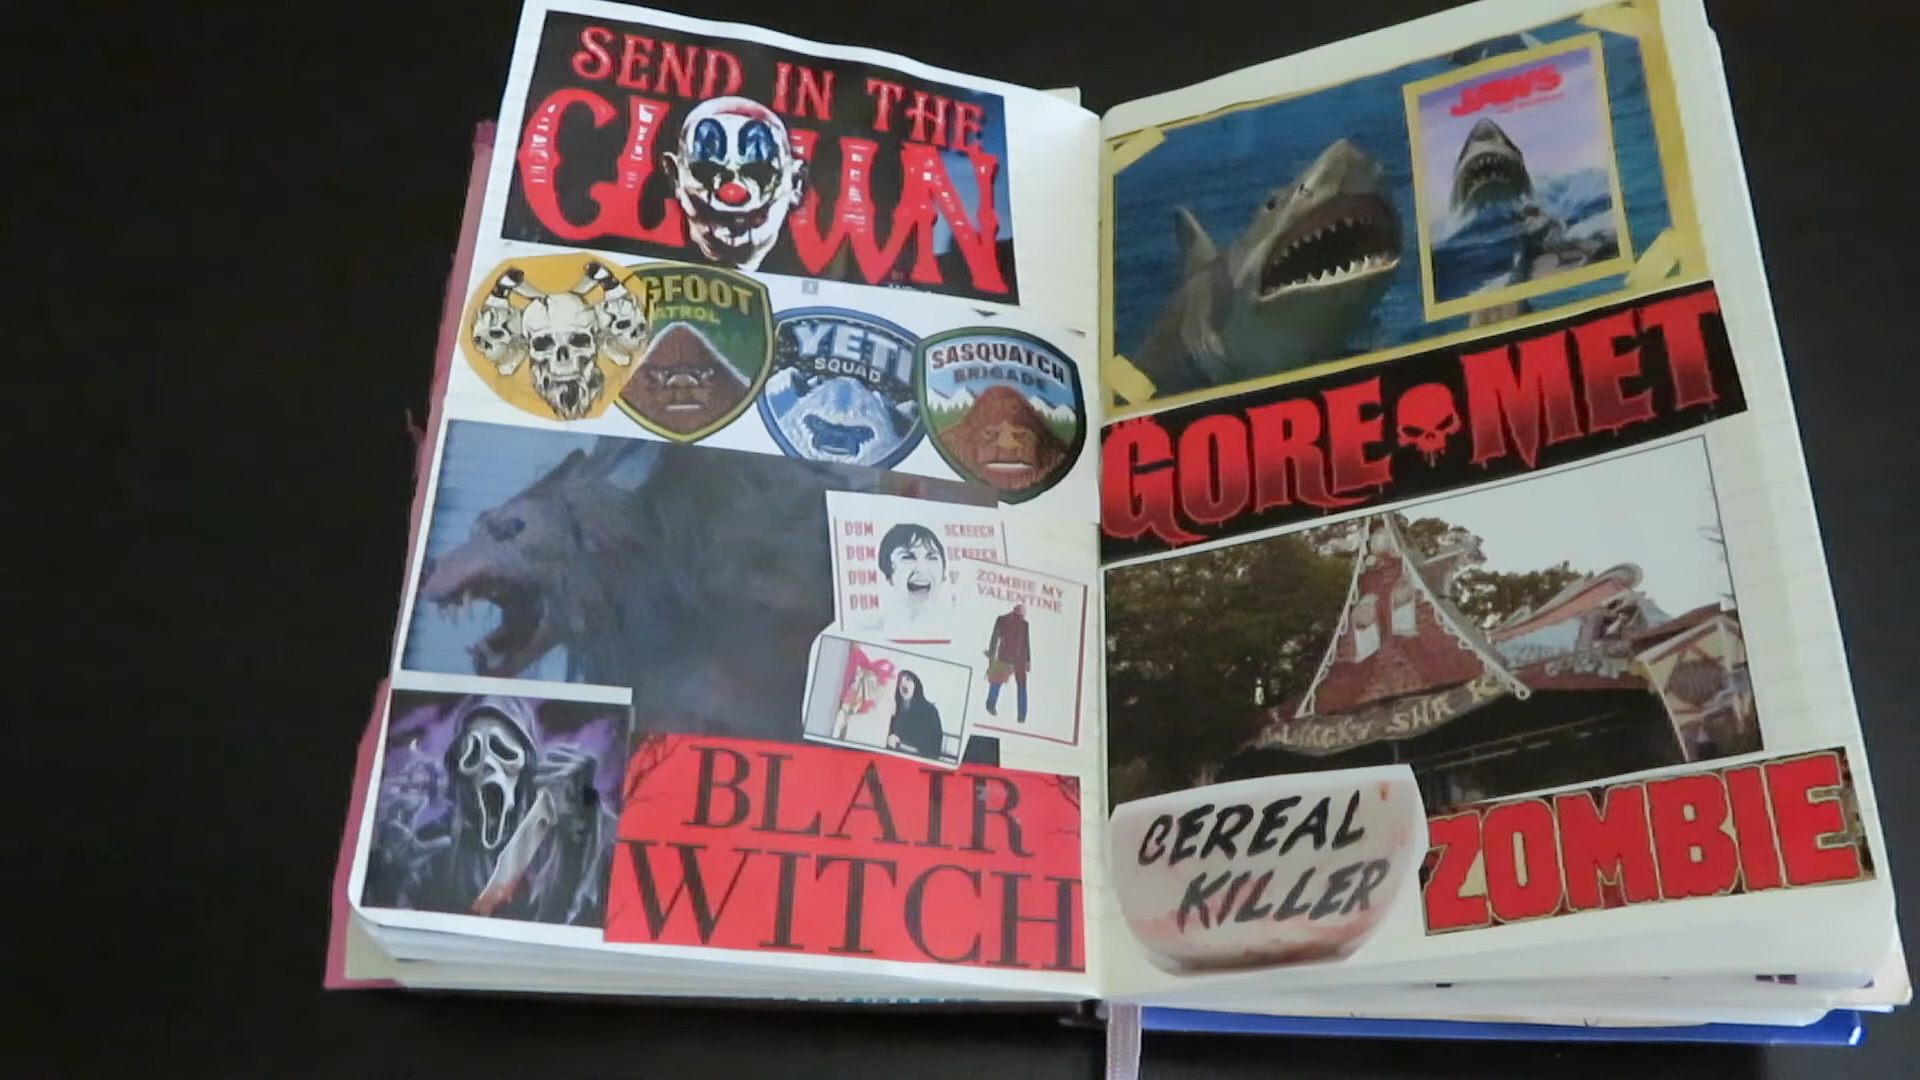 SEND IN THE
CLOWN
GFOOT
ATROL
YETI
SQUAD
SASQUATCH
BRIGADE
DUM SCREECH
DUM SCREECH
DUM
DUM
ZOMBIE MY
VALENTINE
BLAIR
WITCH
JAWS
THE
GORE MET
CEREAL
KILLER
ZOMBIE